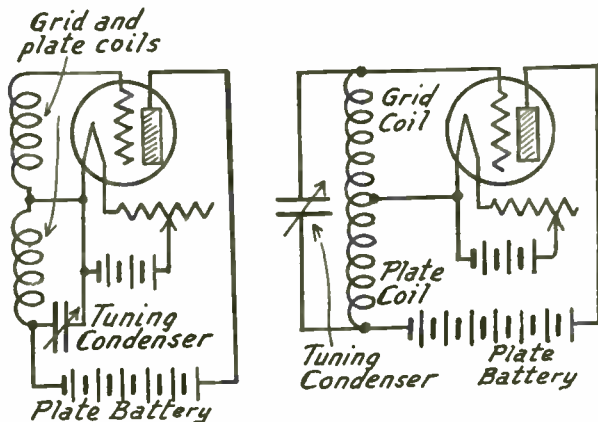 Grid and
plate coils
Tuning
Condenser
Plate Battery
Grid
Coil
Plate
Coil
Tuning
Condenser
Plate
Battery